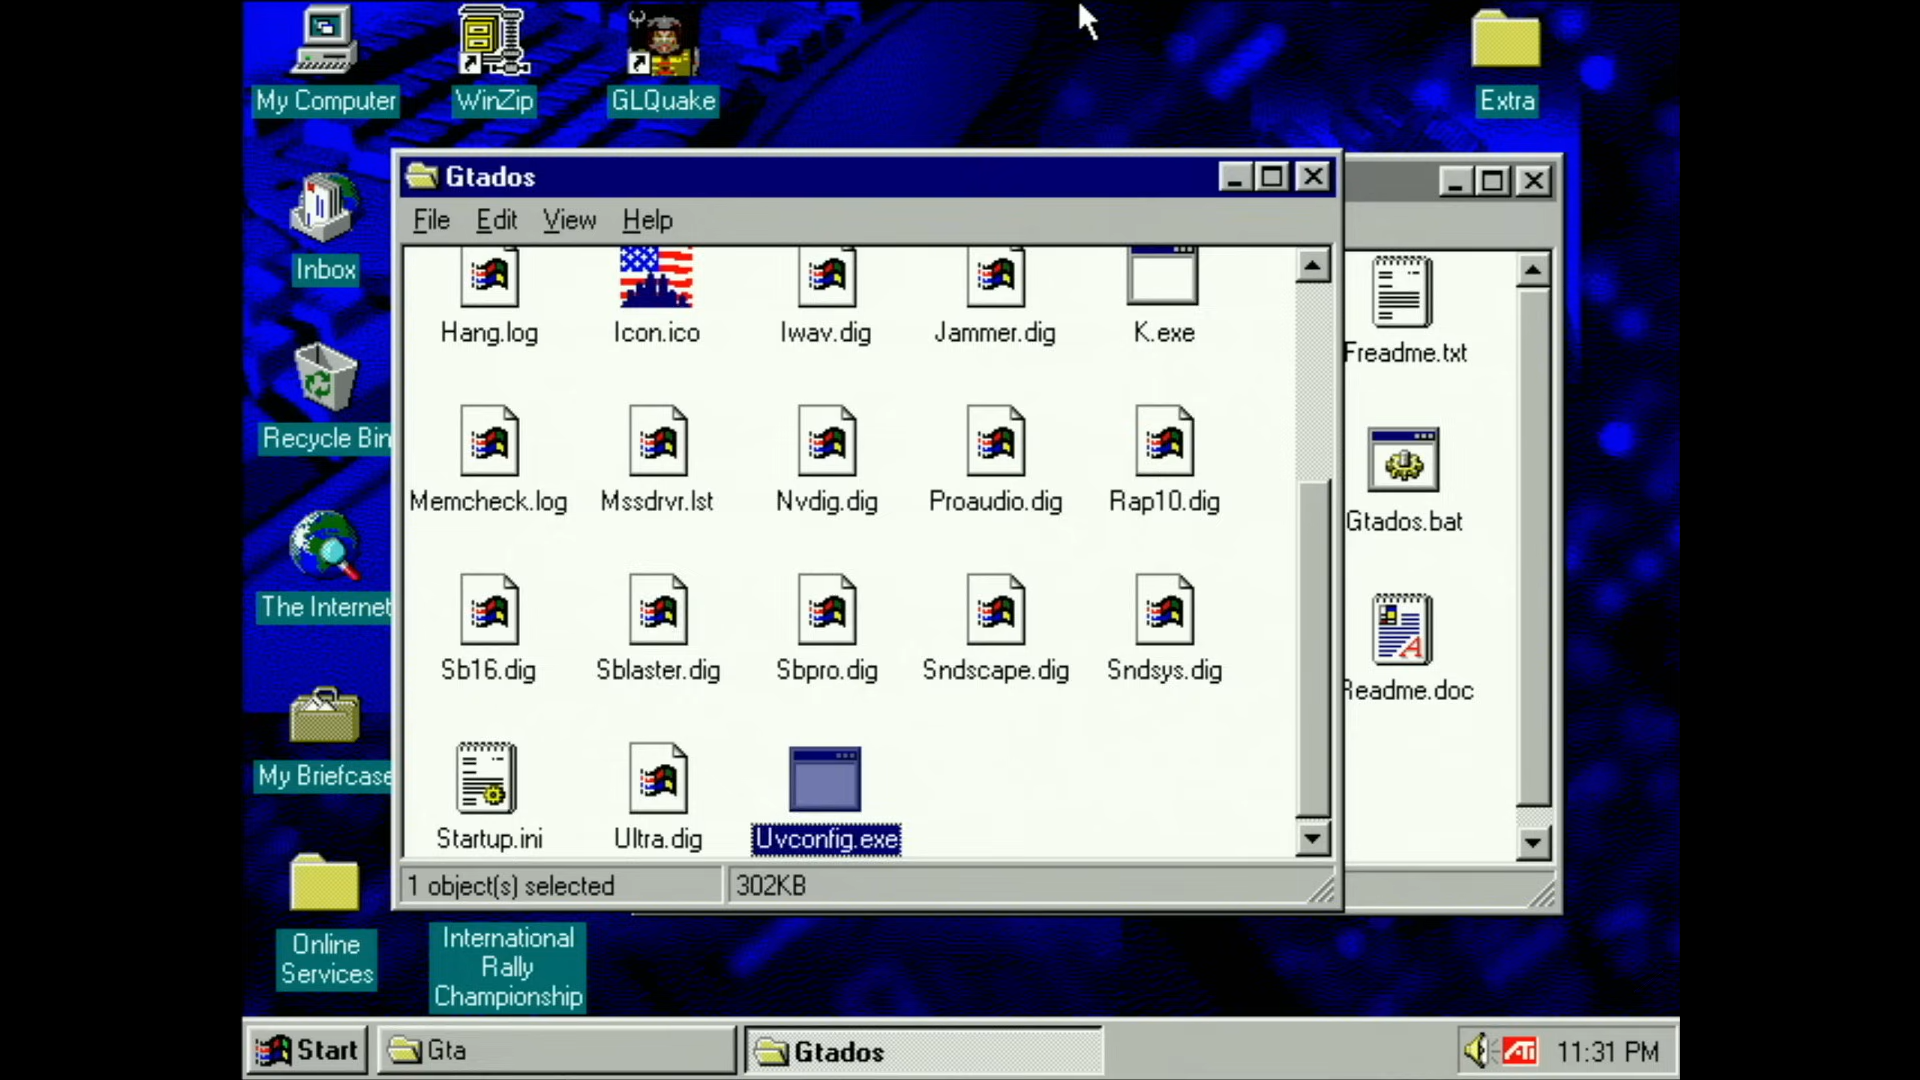 My Computer
WinZip
GLQuake
Extra
Inbox
Recycle Bin
The Internet
My Briefcase
Online
Services
International
Rally
Championship
Gtados
File Edit View Help
Hang.log
Icon.ico
Iwav.dig
Jammer.dig
K.exe
Memcheck.log
Mssdrvr.lst
Nvdig.dig
Proaudio.dig
Rap10.dig
Sb16.dig
Sblaster.dig
Sbpro.dig
Sndscape.dig
Sndsys.dig
Startup.ini
Ultra.dig
Uvconfig.exe
1 object(s) selected
302KB
Freadme.txt
Gtados.bat
Readme.doc
Start
Gta
Gtados
ATI
11:31 PM